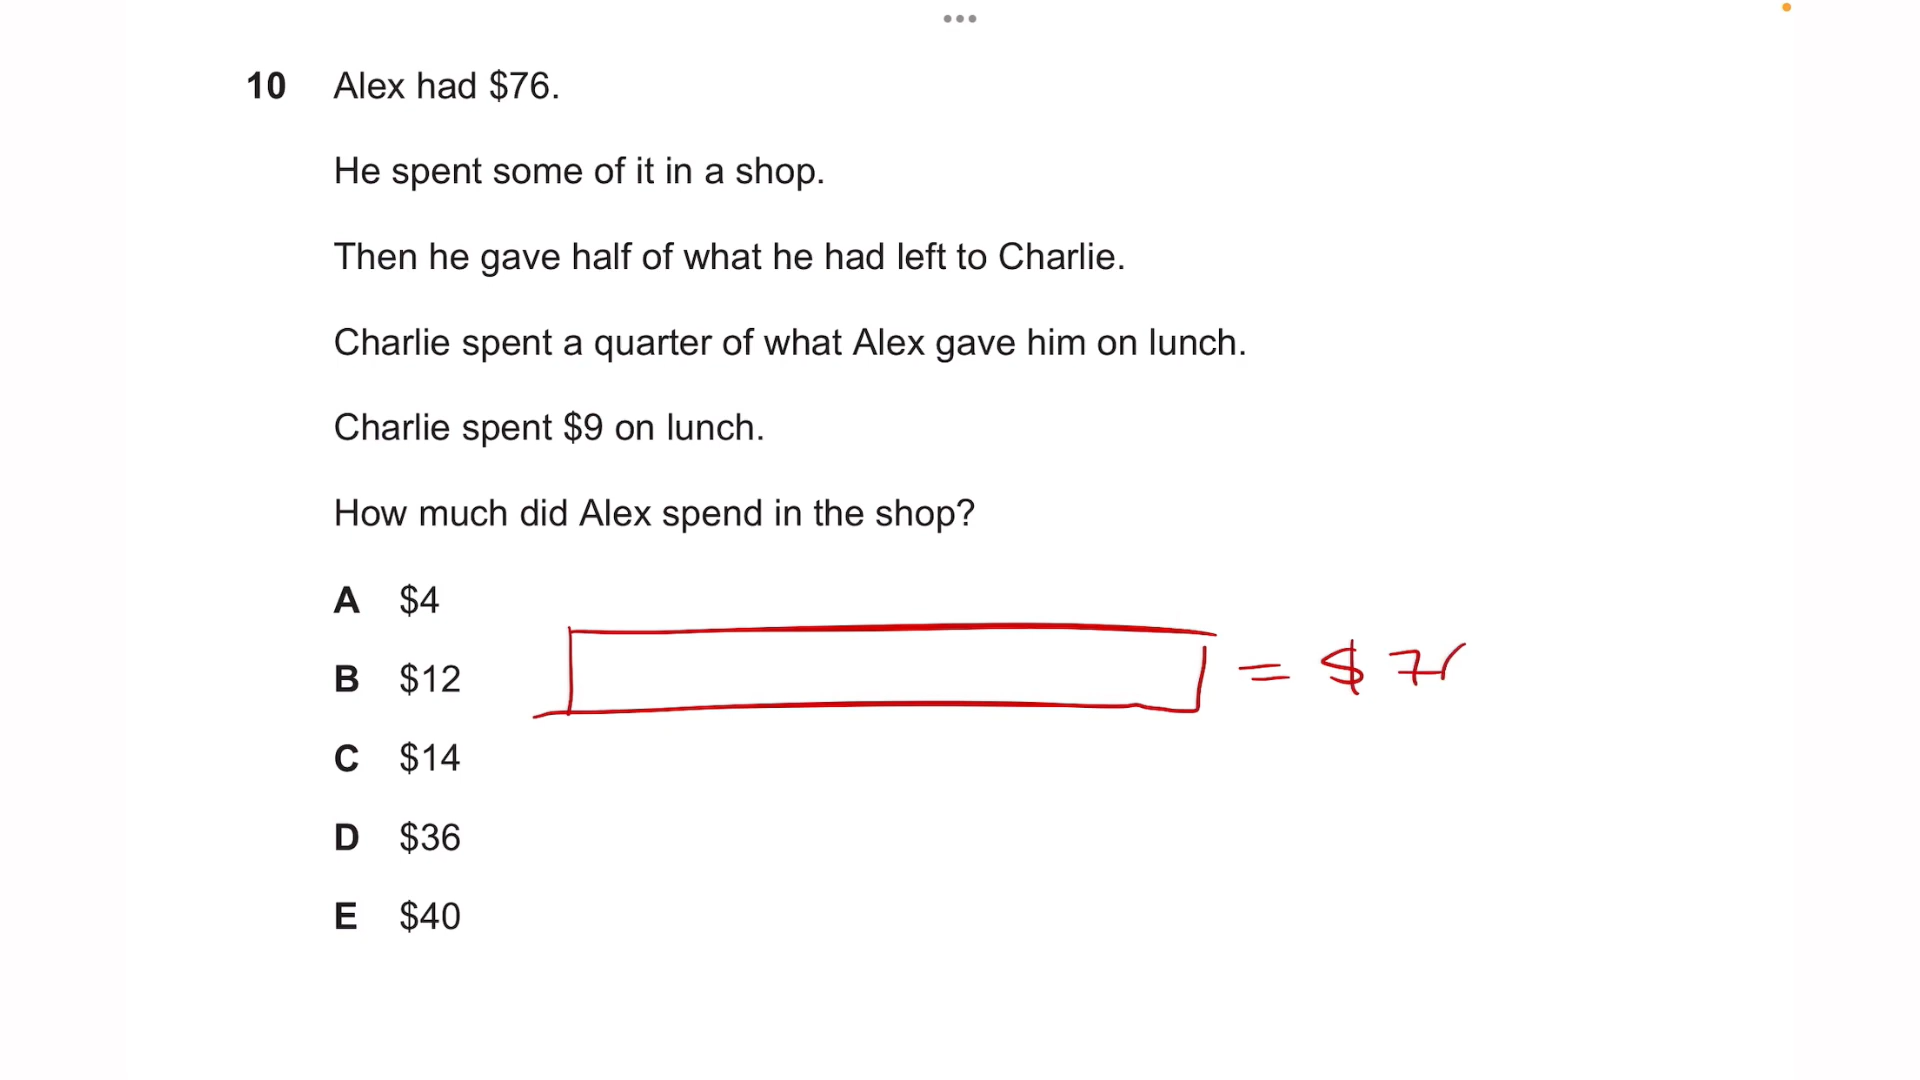 10 Alex had $76.
He spent some of it in a shop.
Then he gave half of what he had left to Charlie.
Charlie spent a quarter of what Alex gave him on lunch.
Charlie spent $9 on lunch.
How much did Alex spend in the shop?
A $4
B $12
= $7
C $14
D $36
E $40